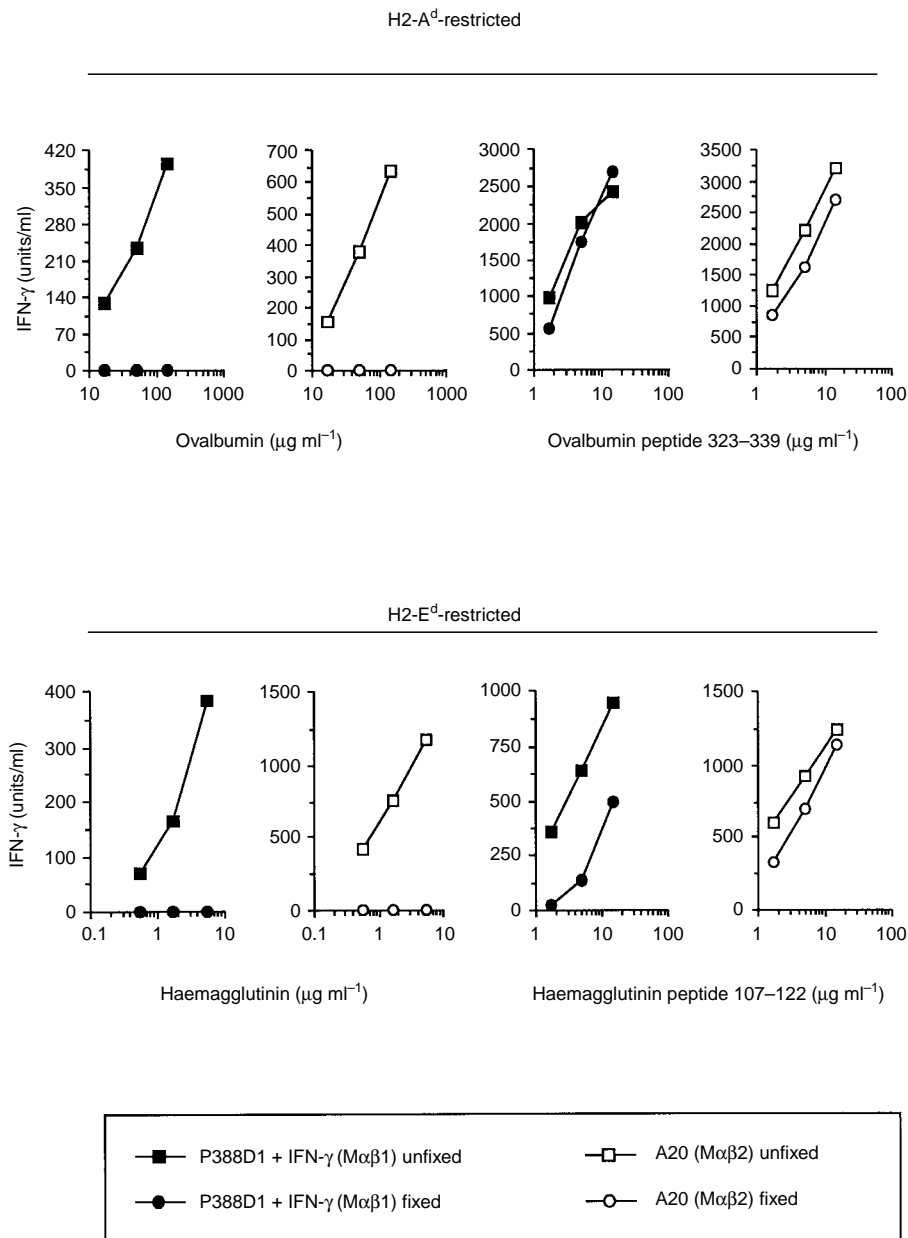 H2-Aᵈ-restricted
IFN-γ (units/ml)
420
350
280
210
140
70
0
10 100 1000
700
600
500
400
300
200
100
0
10 100 1000
Ovalbumin (μg ml⁻¹)
3000
2500
2000
1750
1000
500
0
1 10 100
3500
3000
2500
2000
1500
1000
500
0
1 10 100
Ovalbumin peptide 323–339 (μg ml⁻¹)
H2-Eᵈ-restricted
IFN-γ (units/ml)
400
300
200
100
0
0.1 1 10
1500
1000
500
0
0.1 1 10
Haemagglutinin (μg ml⁻¹)
1000
750
500
250
0
1 10 100
1500
1000
500
0
1 10 100
Haemagglutinin peptide 107–122 (μg ml⁻¹)
P388D1 + IFN-γ (Mαβ1) unfixed
P388D1 + IFN-γ (Mαβ1) fixed
A20 (Mαβ2) unfixed
A20 (Mαβ2) fixed